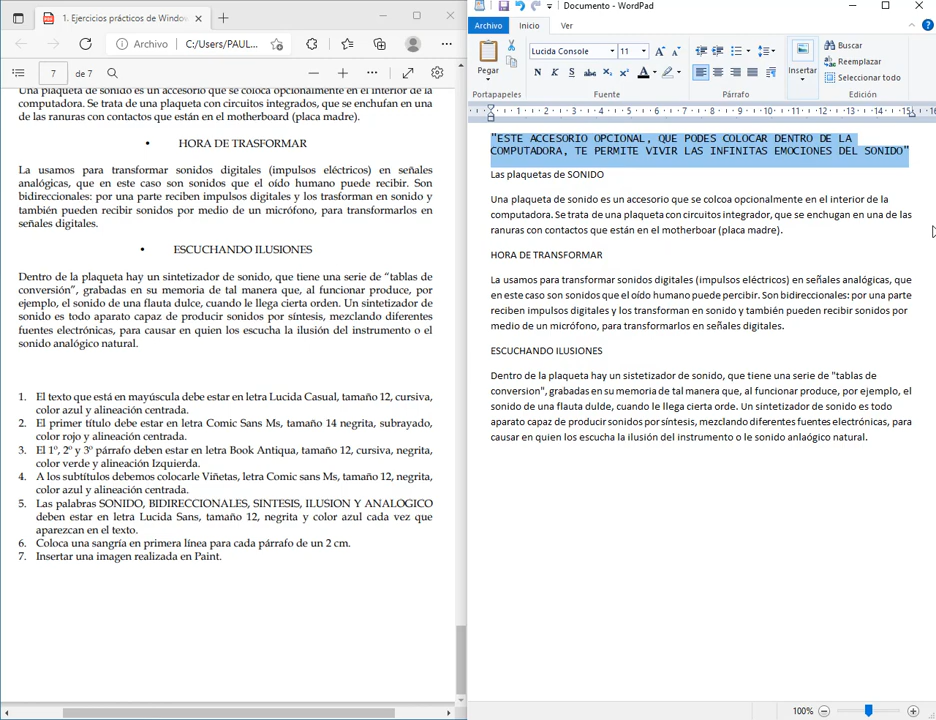 1. Ejercicios prácticos de Window
Archivo
C:/Users/PAUL...
7
de 7
Una plaqueta de sonido es un accesorio que se coloca opcionalmente en el interior de la
computadora. Se trata de una plaqueta con circuitos integrados, que se enchufan en una
de las ranuras con contactos que están en el motherboard (placa madre).
• HORA DE TRASFORMAR
La usamos para transformar sonidos digitales (impulsos eléctricos) en señales
analógicas, que en este caso son sonidos que el oído humano puede recibir. Son
bidireccionales: por una parte reciben impulsos digitales y los trasforman en sonido y
también pueden recibir sonidos por medio de un micrófono, para transformarlos en
señales digitales.
• ESCUCHANDO ILUSIONES
Dentro de la plaqueta hay un sintetizador de sonido, que tiene una serie de “tablas de
conversión”, grabadas en su memoria de tal manera que, al funcionar produce, por
ejemplo, el sonido de una flauta dulce, cuando le llega cierta orden. Un sintetizador de
sonido es todo aparato capaz de producir sonidos por síntesis, mezclando diferentes
fuentes electrónicas, para causar en quien los escucha la ilusión del instrumento o el
sonido analógico natural.
1. El texto que está en mayúscula debe estar en letra Lucida Casual, tamaño 12, cursiva,
color azul y alineación centrada.
2. El primer título debe estar en letra Comic Sans Ms, tamaño 14 negrita, subrayado,
color rojo y alineación centrada.
3. El 1º, 2º y 3º párrafo deben estar en letra Book Antiqua, tamaño 12, cursiva, negrita,
color verde y alineación Izquierda.
4. A los subtítulos debemos colocarle Viñetas, letra Comic sans Ms, tamaño 12, negrita,
color azul y alineación centrada.
5. Las palabras SONIDO, BIDIRECCIONALES, SINTESIS, ILUSION Y ANALOGICO
deben estar en letra Lucida Sans, tamaño 12, negrita y color azul cada vez que
aparezcan en el texto.
6. Coloca una sangría en primera línea para cada párrafo de un 2 cm.
7. Insertar una imagen realizada en Paint.
Documento - WordPad
Archivo
Inicio
Ver
Pegar
Lucida Console
11
N K S abc X₂ X² A
Insertar
Buscar
Reemplazar
Seleccionar todo
Portapapeles
Fuente
Párrafo
Edición
1 2 3 4 5 6 7 8 9 10 11 12 13 14 15
"ESTE ACCESORIO OPCIONAL, QUE PODES COLOCAR DENTRO DE LA
COMPUTADORA, TE PERMITE VIVIR LAS INFINITAS EMOCIONES DEL SONIDO"
Las plaquetas de SONIDO
Una plaqueta de sonido es un accesorio que se colcoa opcionalmente en el interior de la
computadora. Se trata de una plaqueta con circuitos integrador, que se enchugan en una de las
ranuras con contactos que están en el motherboar (placa madre).
HORA DE TRANSFORMAR
La usamos para transformar sonidos digitales (impulsos eléctricos) en señales analógicas, que
en este caso son sonidos que el oído humano puede percibir. Son bidireccionales: por una parte
reciben impulsos digitales y los transforman en sonido y también pueden recibir sonidos por
medio de un micrófono, para transformarlos en señales digitales.
ESCUCHANDO ILUSIONES
Dentro de la plaqueta hay un sistetizador de sonido, que tiene una serie de "tablas de
conversion", grabadas en su memoria de tal manera que, al funcionar produce, por ejemplo, el
sonido de una flauta dulde, cuando le llega cierta orde. Un sintetizador de sonido es todo
aparato capaz de producir sonidos por síntesis, mezclando diferentes fuentes electrónicas, para
causar en quien los escucha la ilusión del instrumento o le sonido anlaógico natural.
100%